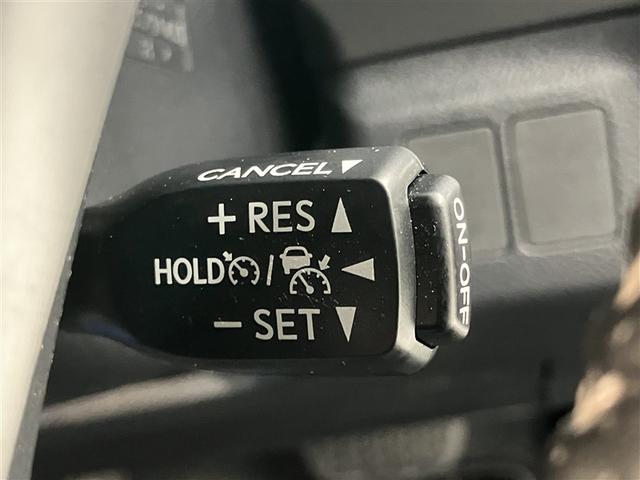 CANCEL ▼
+ RES ▲
HOLD / ◀
− SET ▼
ON-OFF